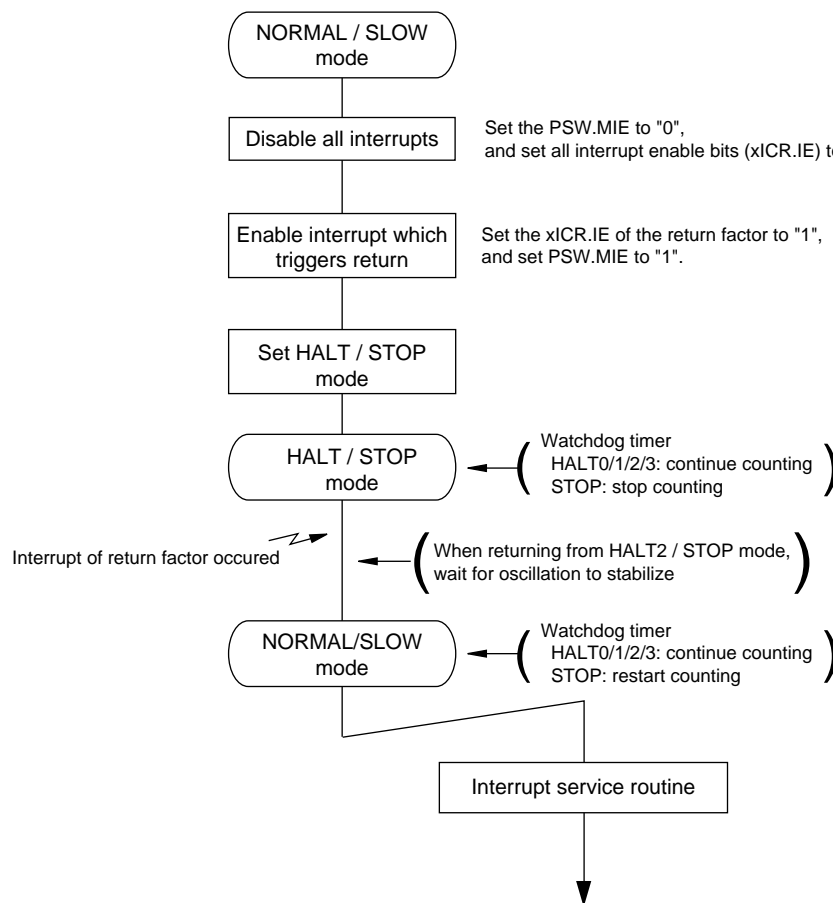 NORMAL / SLOW
mode
Disable all interrupts
Set the PSW.MIE to "0",
and set all interrupt enable bits (xICR.IE)
Enable interrupt which
triggers return
Set the xICR.IE of the return factor to "1",
and set PSW.MIE to "1".
Set HALT / STOP
mode
HALT / STOP
mode
(Watchdog timer
HALT0/1/2/3: continue counting
STOP: stop counting)
Interrupt of return factor occured
(When returning from HALT2 / STOP mode,
wait for oscillation to stabilize)
NORMAL/SLOW
mode
(Watchdog timer
HALT0/1/2/3: continue counting
STOP: restart counting)
Interrupt service routine